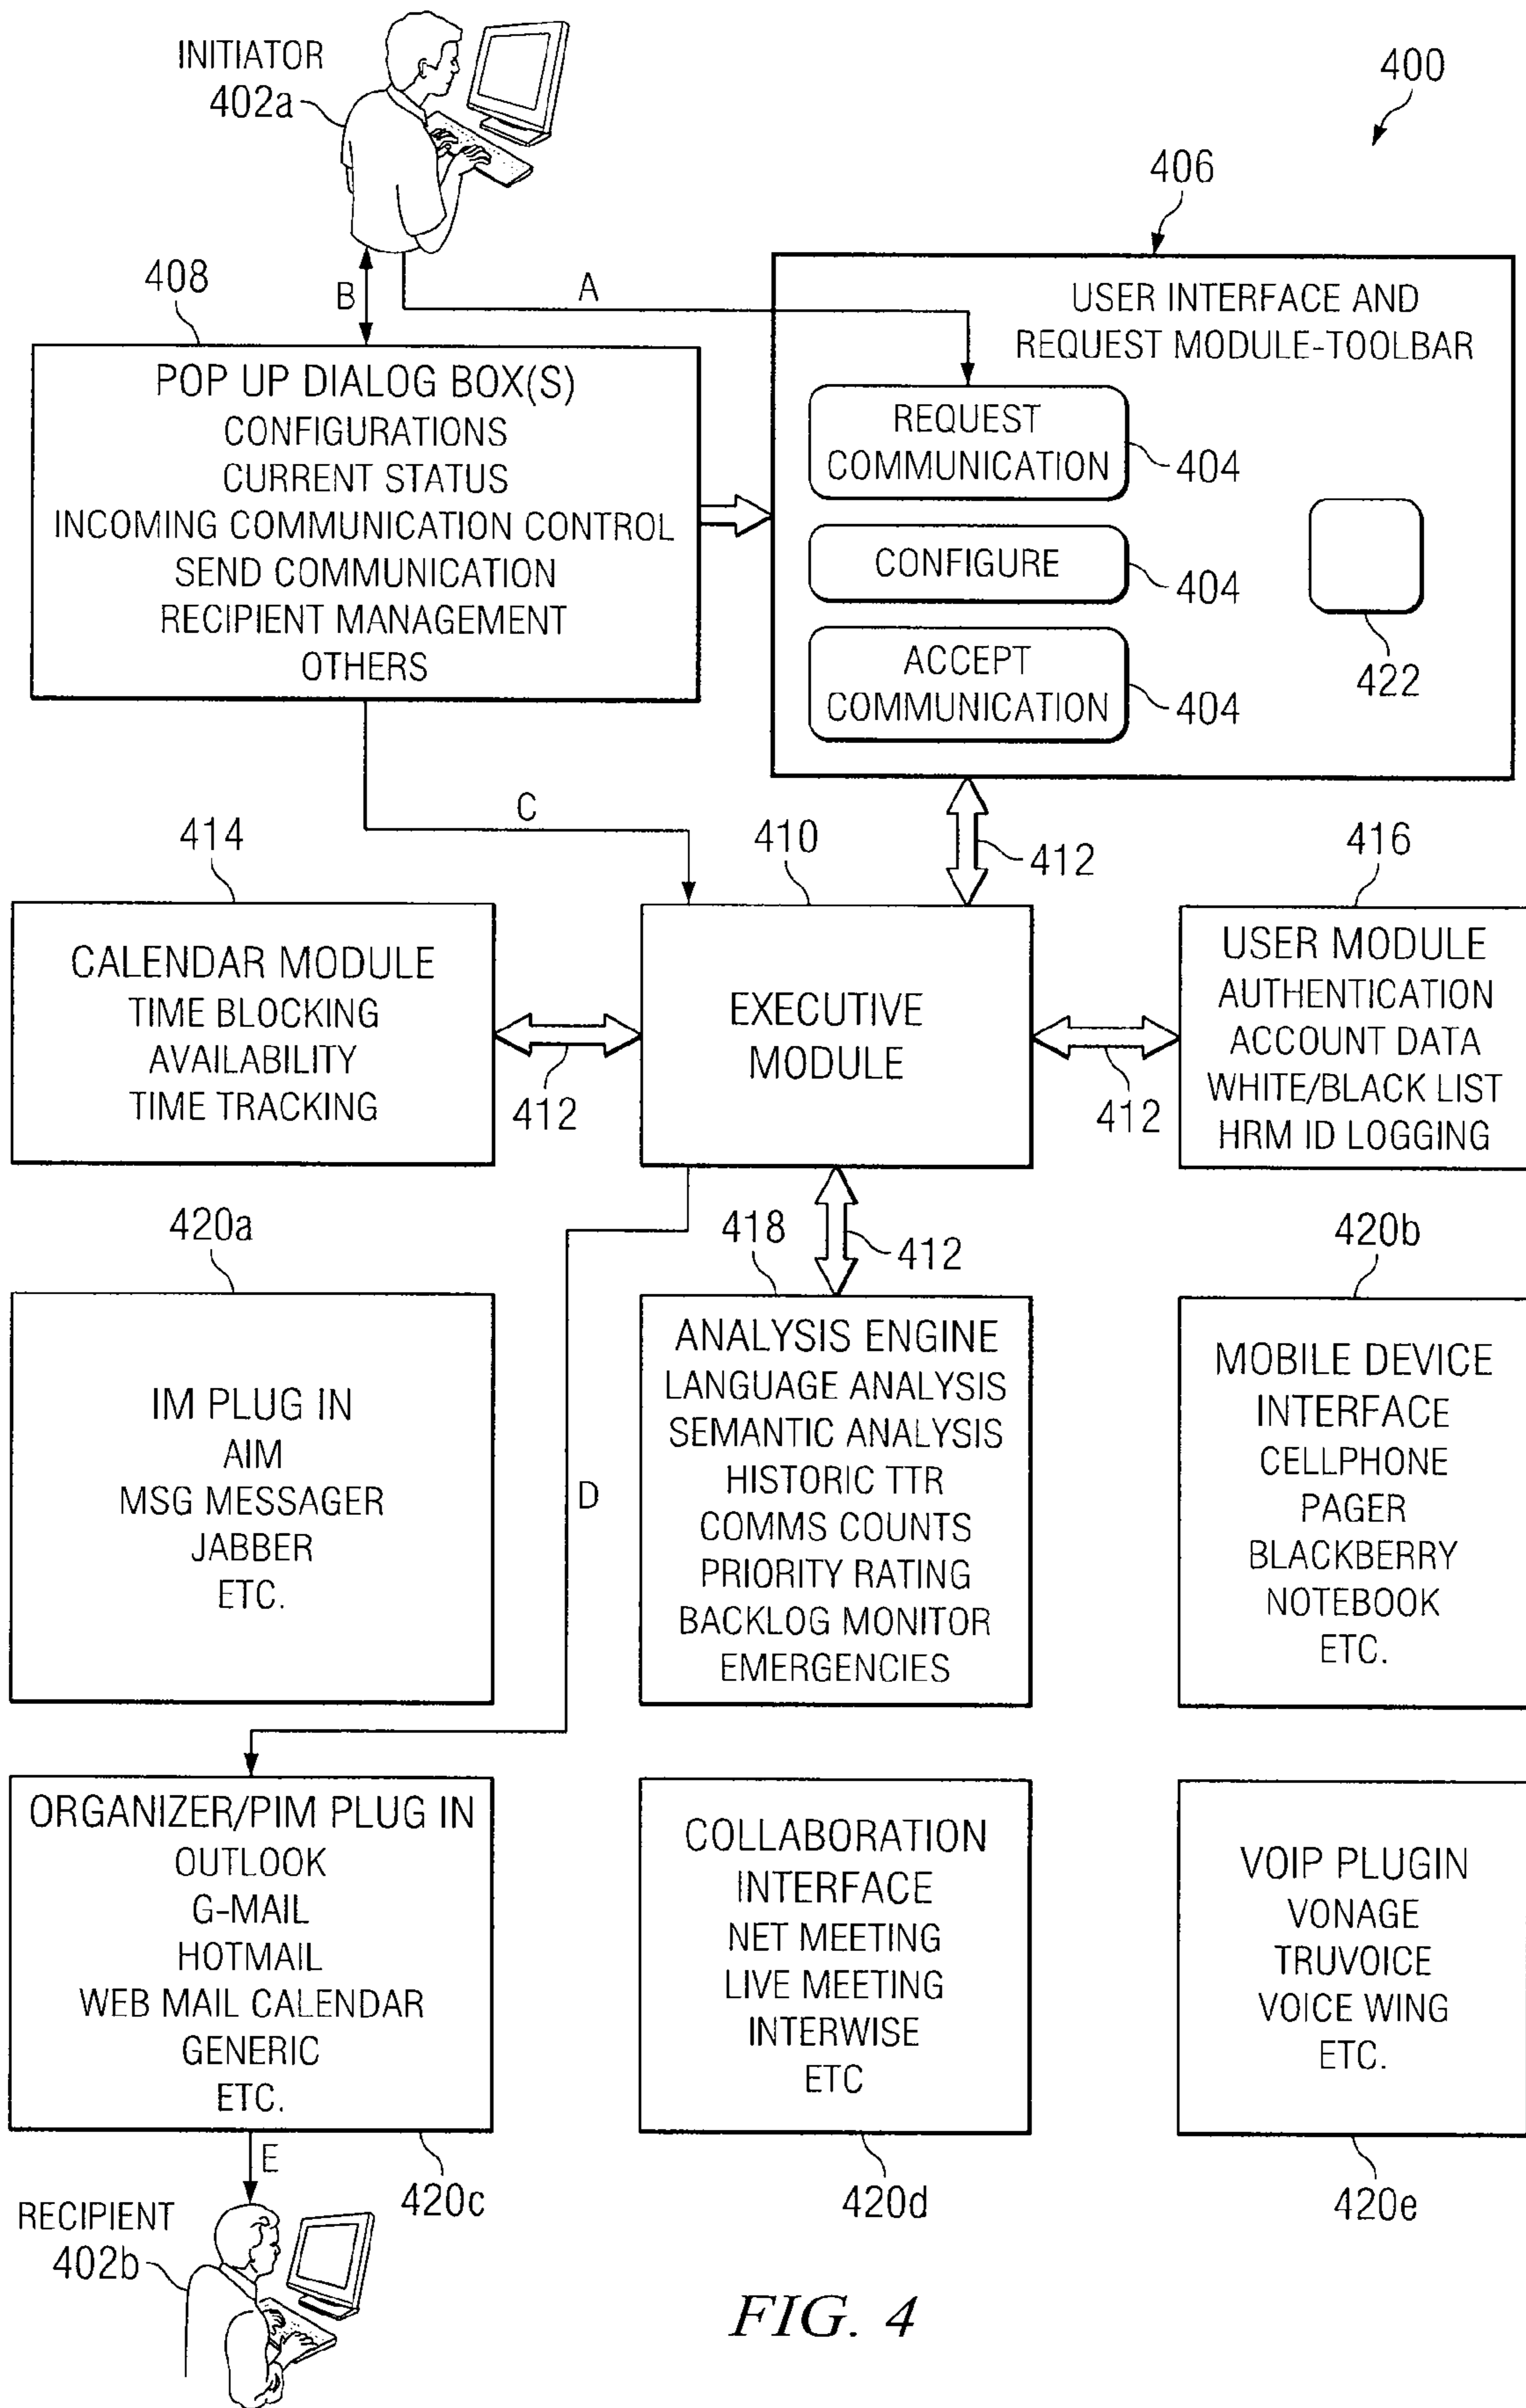 INITIATOR
402a
400
406
408
B
A
USER INTERFACE AND
REQUEST MODULE-TOOLBAR
POP UP DIALOG BOX(S)
CONFIGURATIONS
CURRENT STATUS
INCOMING COMMUNICATION CONTROL
SEND COMMUNICATION
RECIPIENT MANAGEMENT
OTHERS
REQUEST
COMMUNICATION
404
CONFIGURE
404
ACCEPT
COMMUNICATION
404
422
C
414
410
412
416
CALENDAR MODULE
TIME BLOCKING
AVAILABILITY
TIME TRACKING
412
EXECUTIVE
MODULE
412
USER MODULE
AUTHENTICATION
ACCOUNT DATA
WHITE/BLACK LIST
HRM ID LOGGING
420a
418
412
420b
IM PLUG IN
AIM
MSG MESSAGER
JABBER
ETC.
D
ANALYSIS ENGINE
LANGUAGE ANALYSIS
SEMANTIC ANALYSIS
HISTORIC TTR
COMMS COUNTS
PRIORITY RATING
BACKLOG MONITOR
EMERGENCIES
MOBILE DEVICE
INTERFACE
CELLPHONE
PAGER
BLACKBERRY
NOTEBOOK
ETC.
ORGANIZER/PIM PLUG IN
OUTLOOK
G-MAIL
HOTMAIL
WEB MAIL CALENDAR
GENERIC
ETC.
COLLABORATION
INTERFACE
NET MEETING
LIVE MEETING
INTERWISE
ETC
VOIP PLUGIN
VONAGE
TRUVOICE
VOICE WING
ETC.
E
420c
420d
420e
RECIPIENT
402b
FIG. 4